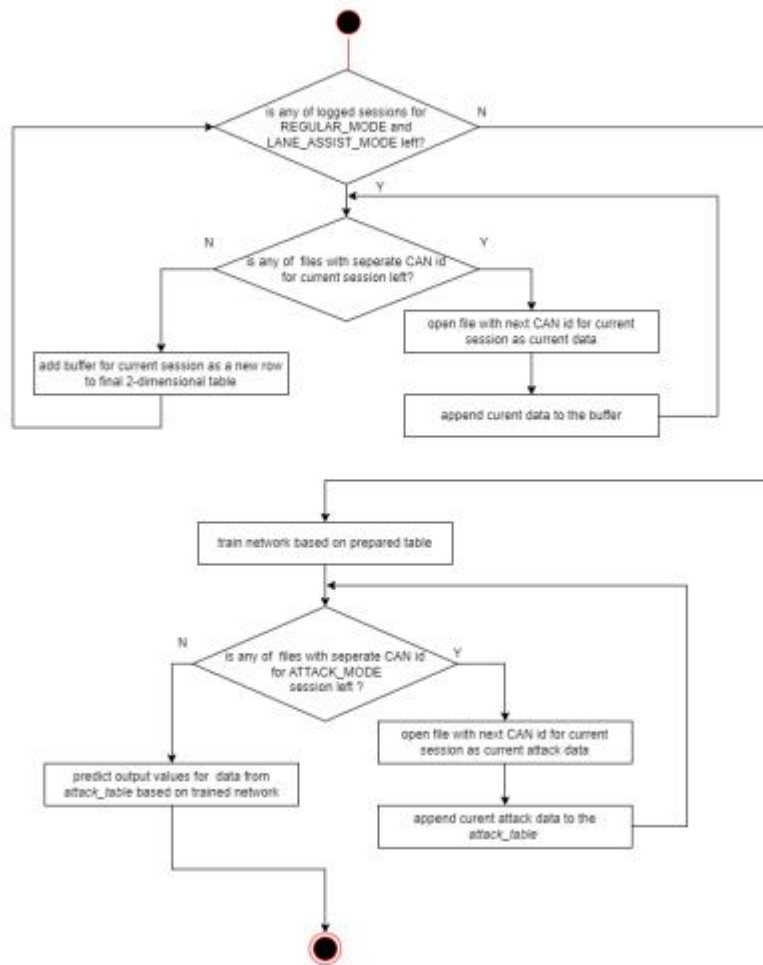 is any of logged sessions for
REGULAR_MODE and
LANE_ASSIST_MODE left?
N
Y
is any of files with seperate CAN id
for current session left?
N
Y
open file with next CAN id for current
session as current data
add buffer for current session as a new row
to final 2-dimensional table
append curent data to the buffer
train network based on prepared table
N
is any of files with seperate CAN id
for ATTACK_MODE
session left ?
Y
open file with next CAN id for current
session as current attack data
predict output values for data from
attack_table based on trained network
append curent attack data to the
attack_table